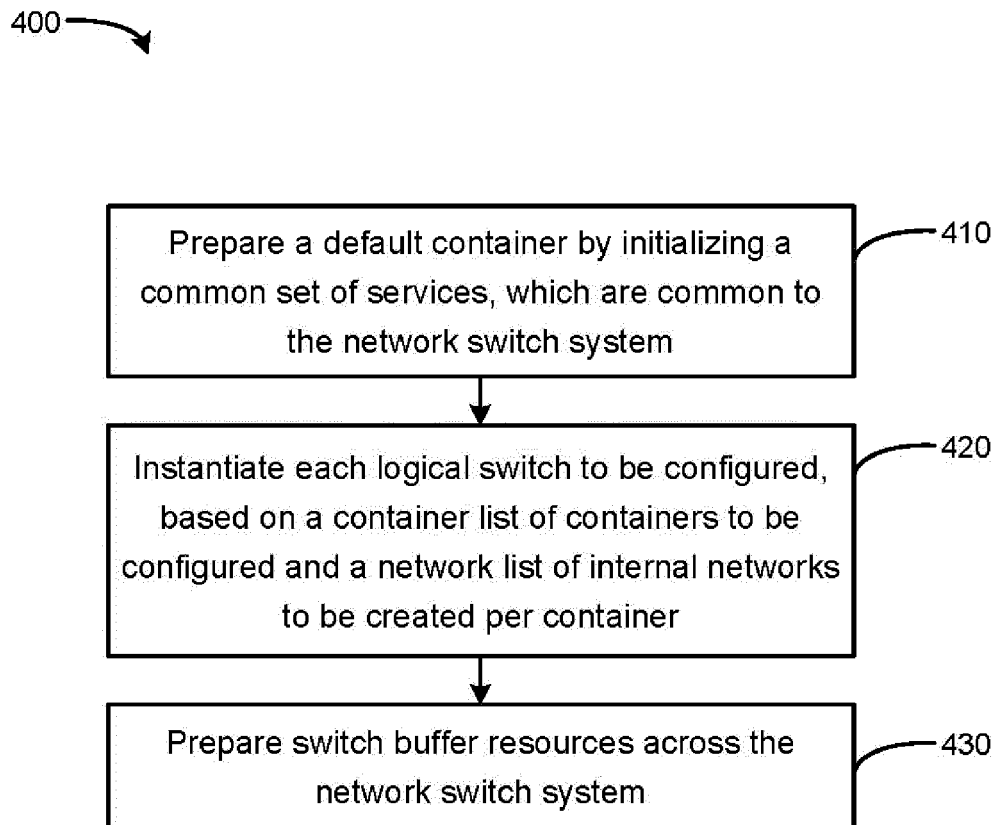 400
Prepare a default container by initializing a
common set of services, which are common to
the network switch system
410
Instantiate each logical switch to be configured,
based on a container list of containers to be
configured and a network list of internal networks
to be created per container
420
Prepare switch buffer resources across the
network switch system
430